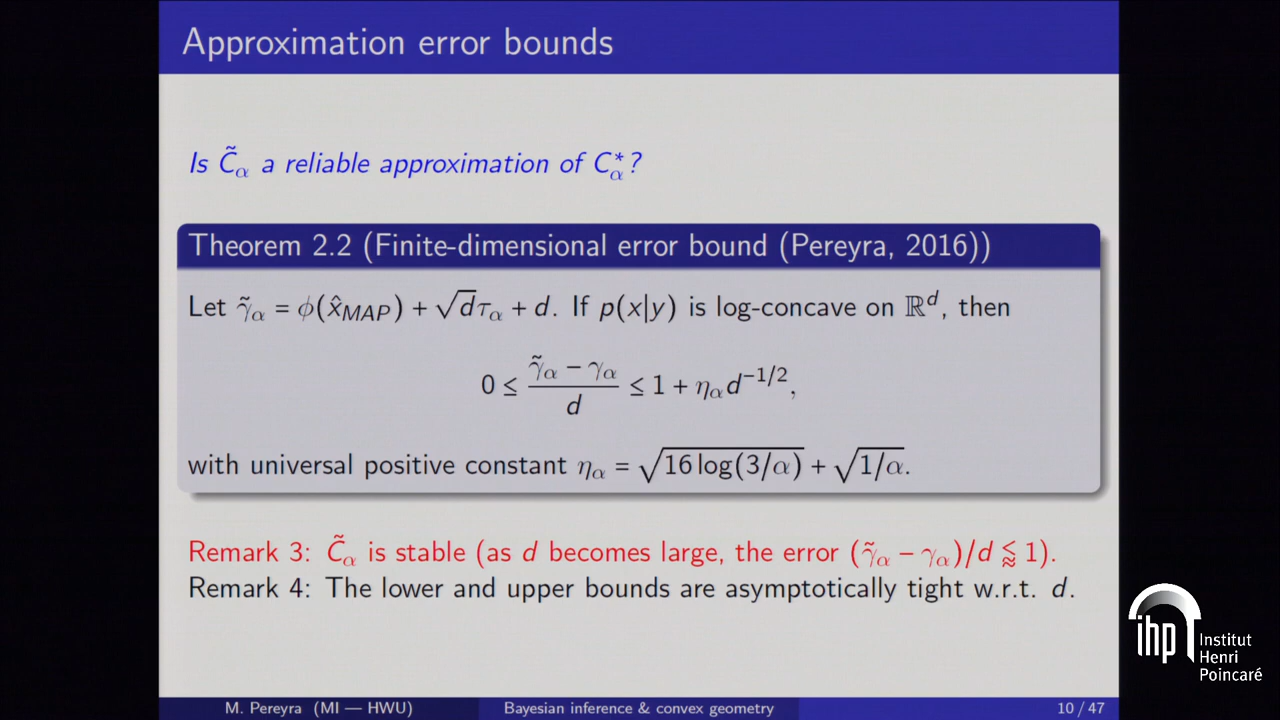 Approximation error bounds
Is C̃α a reliable approximation of C*α?
Theorem 2.2 (Finite-dimensional error bound (Pereyra, 2016))
Let γ̃α = ϕ(x̂MAP) + √dτα + d. If p(x|y) is log-concave on ℝᵈ, then
0 ≤ (γ̃α − γα)/d ≤ 1 + ηαd^−1/2,
with universal positive constant ηα = √16 log(3/α) + √1/α.
Remark 3: C̃α is stable (as d becomes large, the error (γ̃α − γα)/d ⪅ 1).
Remark 4: The lower and upper bounds are asymptotically tight w.r.t. d.
M. Pereyra (MI — HWU) Bayesian inference & convex geometry 10 / 47
ihp Institut
Henri
Poincaré